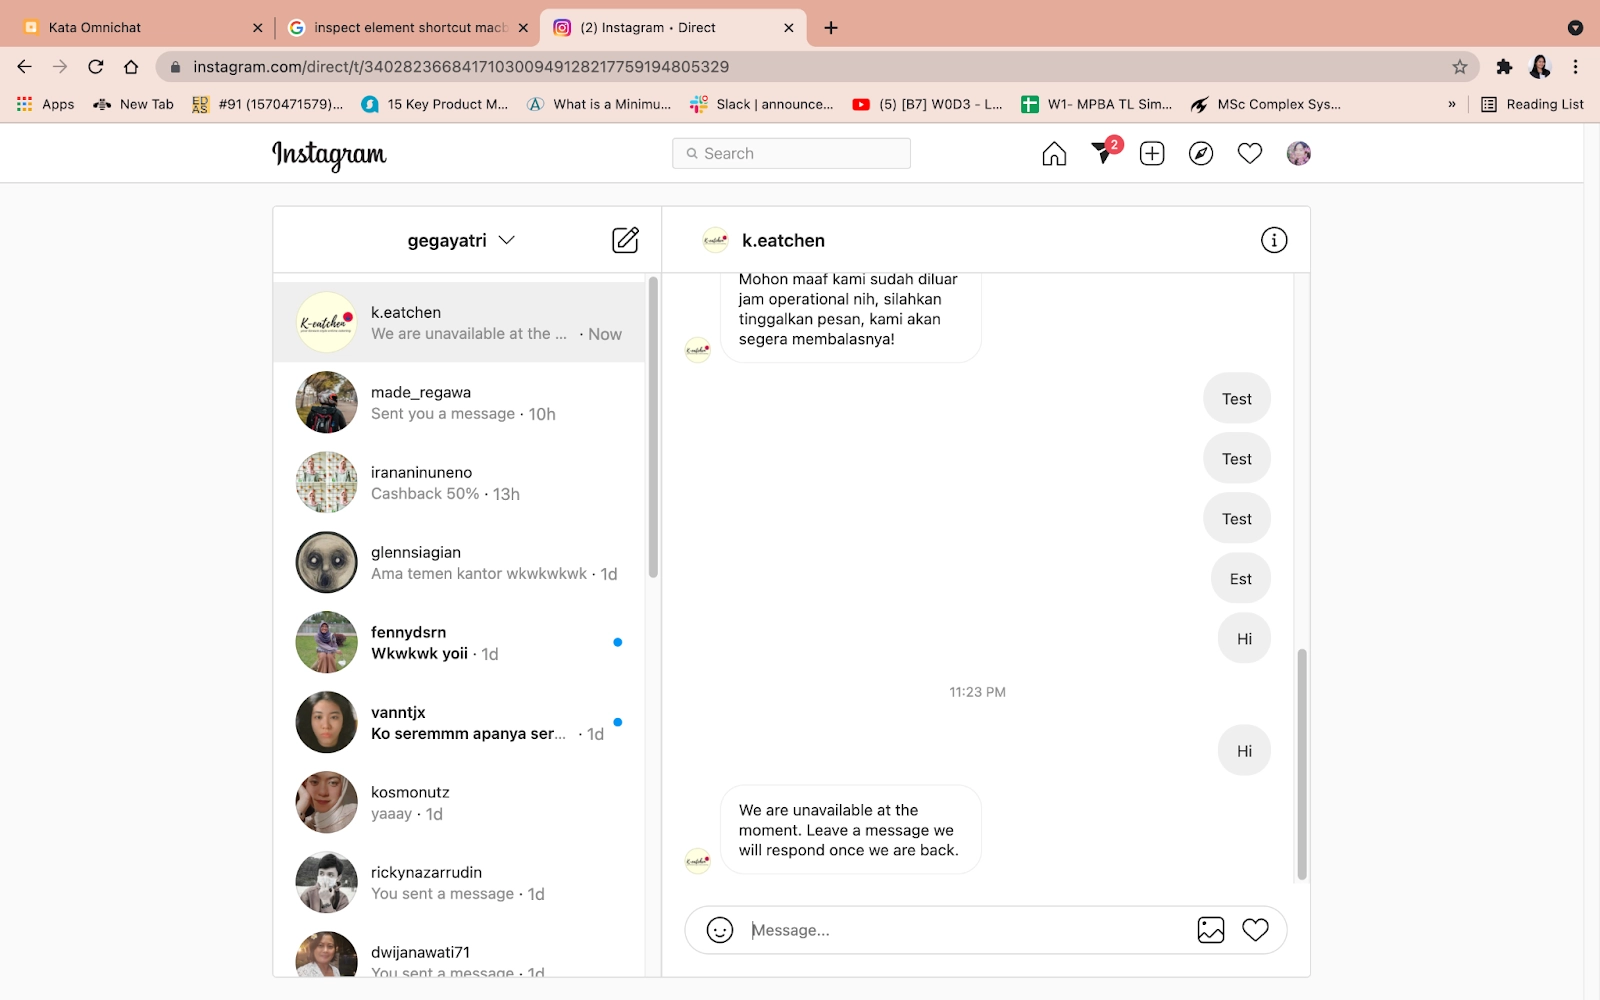 Kata Omnichat
inspect element shortcut macb
(2) Instagram • Direct
instagram.com/direct/t/340282366841710300949128217759194805329
Apps
New Tab
#91 (1570471579)...
15 Key Product M...
What is a Minimu...
Slack | announce...
(5) [B7] W0D3 - L...
W1- MPBA TL Sim...
MSc Complex Sys...
»
Reading List
Instagram
Search
2
gegayatri
k.eatchen
We are unavailable at the ... · Now
made_regawa
Sent you a message · 10h
irananinuneno
Cashback 50% · 13h
glennsiagian
Ama temen kantor wkwkwkwk · 1d
fennydsrn
Wkwkwk yoii · 1d
vanntjx
Ko seremmm apanya ser... · 1d
kosmonutz
yaaay · 1d
rickynazarrudin
You sent a message · 1d
dwijanawati71
You sent a message · 1d
K-eatchen
k.eatchen
Mohon maaf kami sudah diluar
jam operational nih, silahkan
tinggalkan pesan, kami akan
segera membalasnya!
Test
Test
Test
Est
Hi
11:23 PM
Hi
We are unavailable at the
moment. Leave a message we
will respond once we are back.
Message...